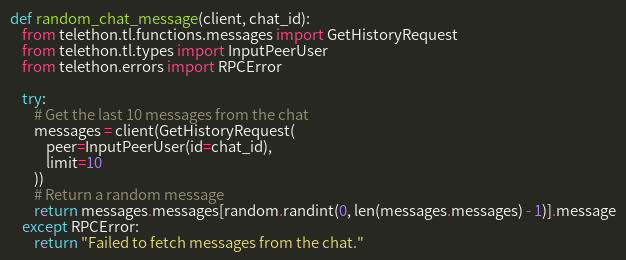 def random_chat_message(client, chat_id):
    from telethon.tl.functions.messages import GetHistoryRequest
    from telethon.tl.types import InputPeerUser
    from telethon.errors import RPCError

    try:
        # Get the last 10 messages from the chat
        messages = client(GetHistoryRequest(
            peer=InputPeerUser(id=chat_id),
            limit=10
        ))
        # Return a random message
        return messages.messages[random.randint(0, len(messages.messages) - 1)].message
    except RPCError:
        return "Failed to fetch messages from the chat."